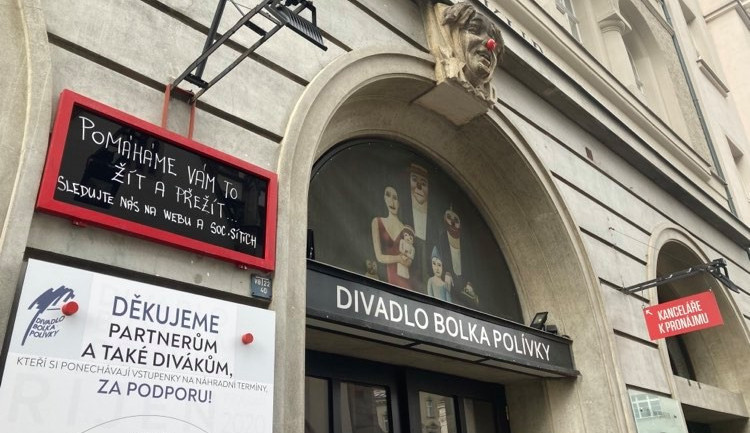 POMÁHÁME VÁM TO
ŽÍT A PŘEŽÍT...
SLEDUJTE NÁS NA WEBU A SOC. SÍTÍCH
DIVADLO
BOLKA
POLÍVKY
DĚKUJEME
PARTNERŮM
A TAKÉ DIVÁKŮM,
KTEŘÍ SI PONECHÁVAJÍ VSTUPENKY NA NÁHRADNÍ TERMÍNY,
ZA PODPORU!
DIVADLO BOLKA POLÍVKY
KANCELÁŘE
K PRONÁJMU